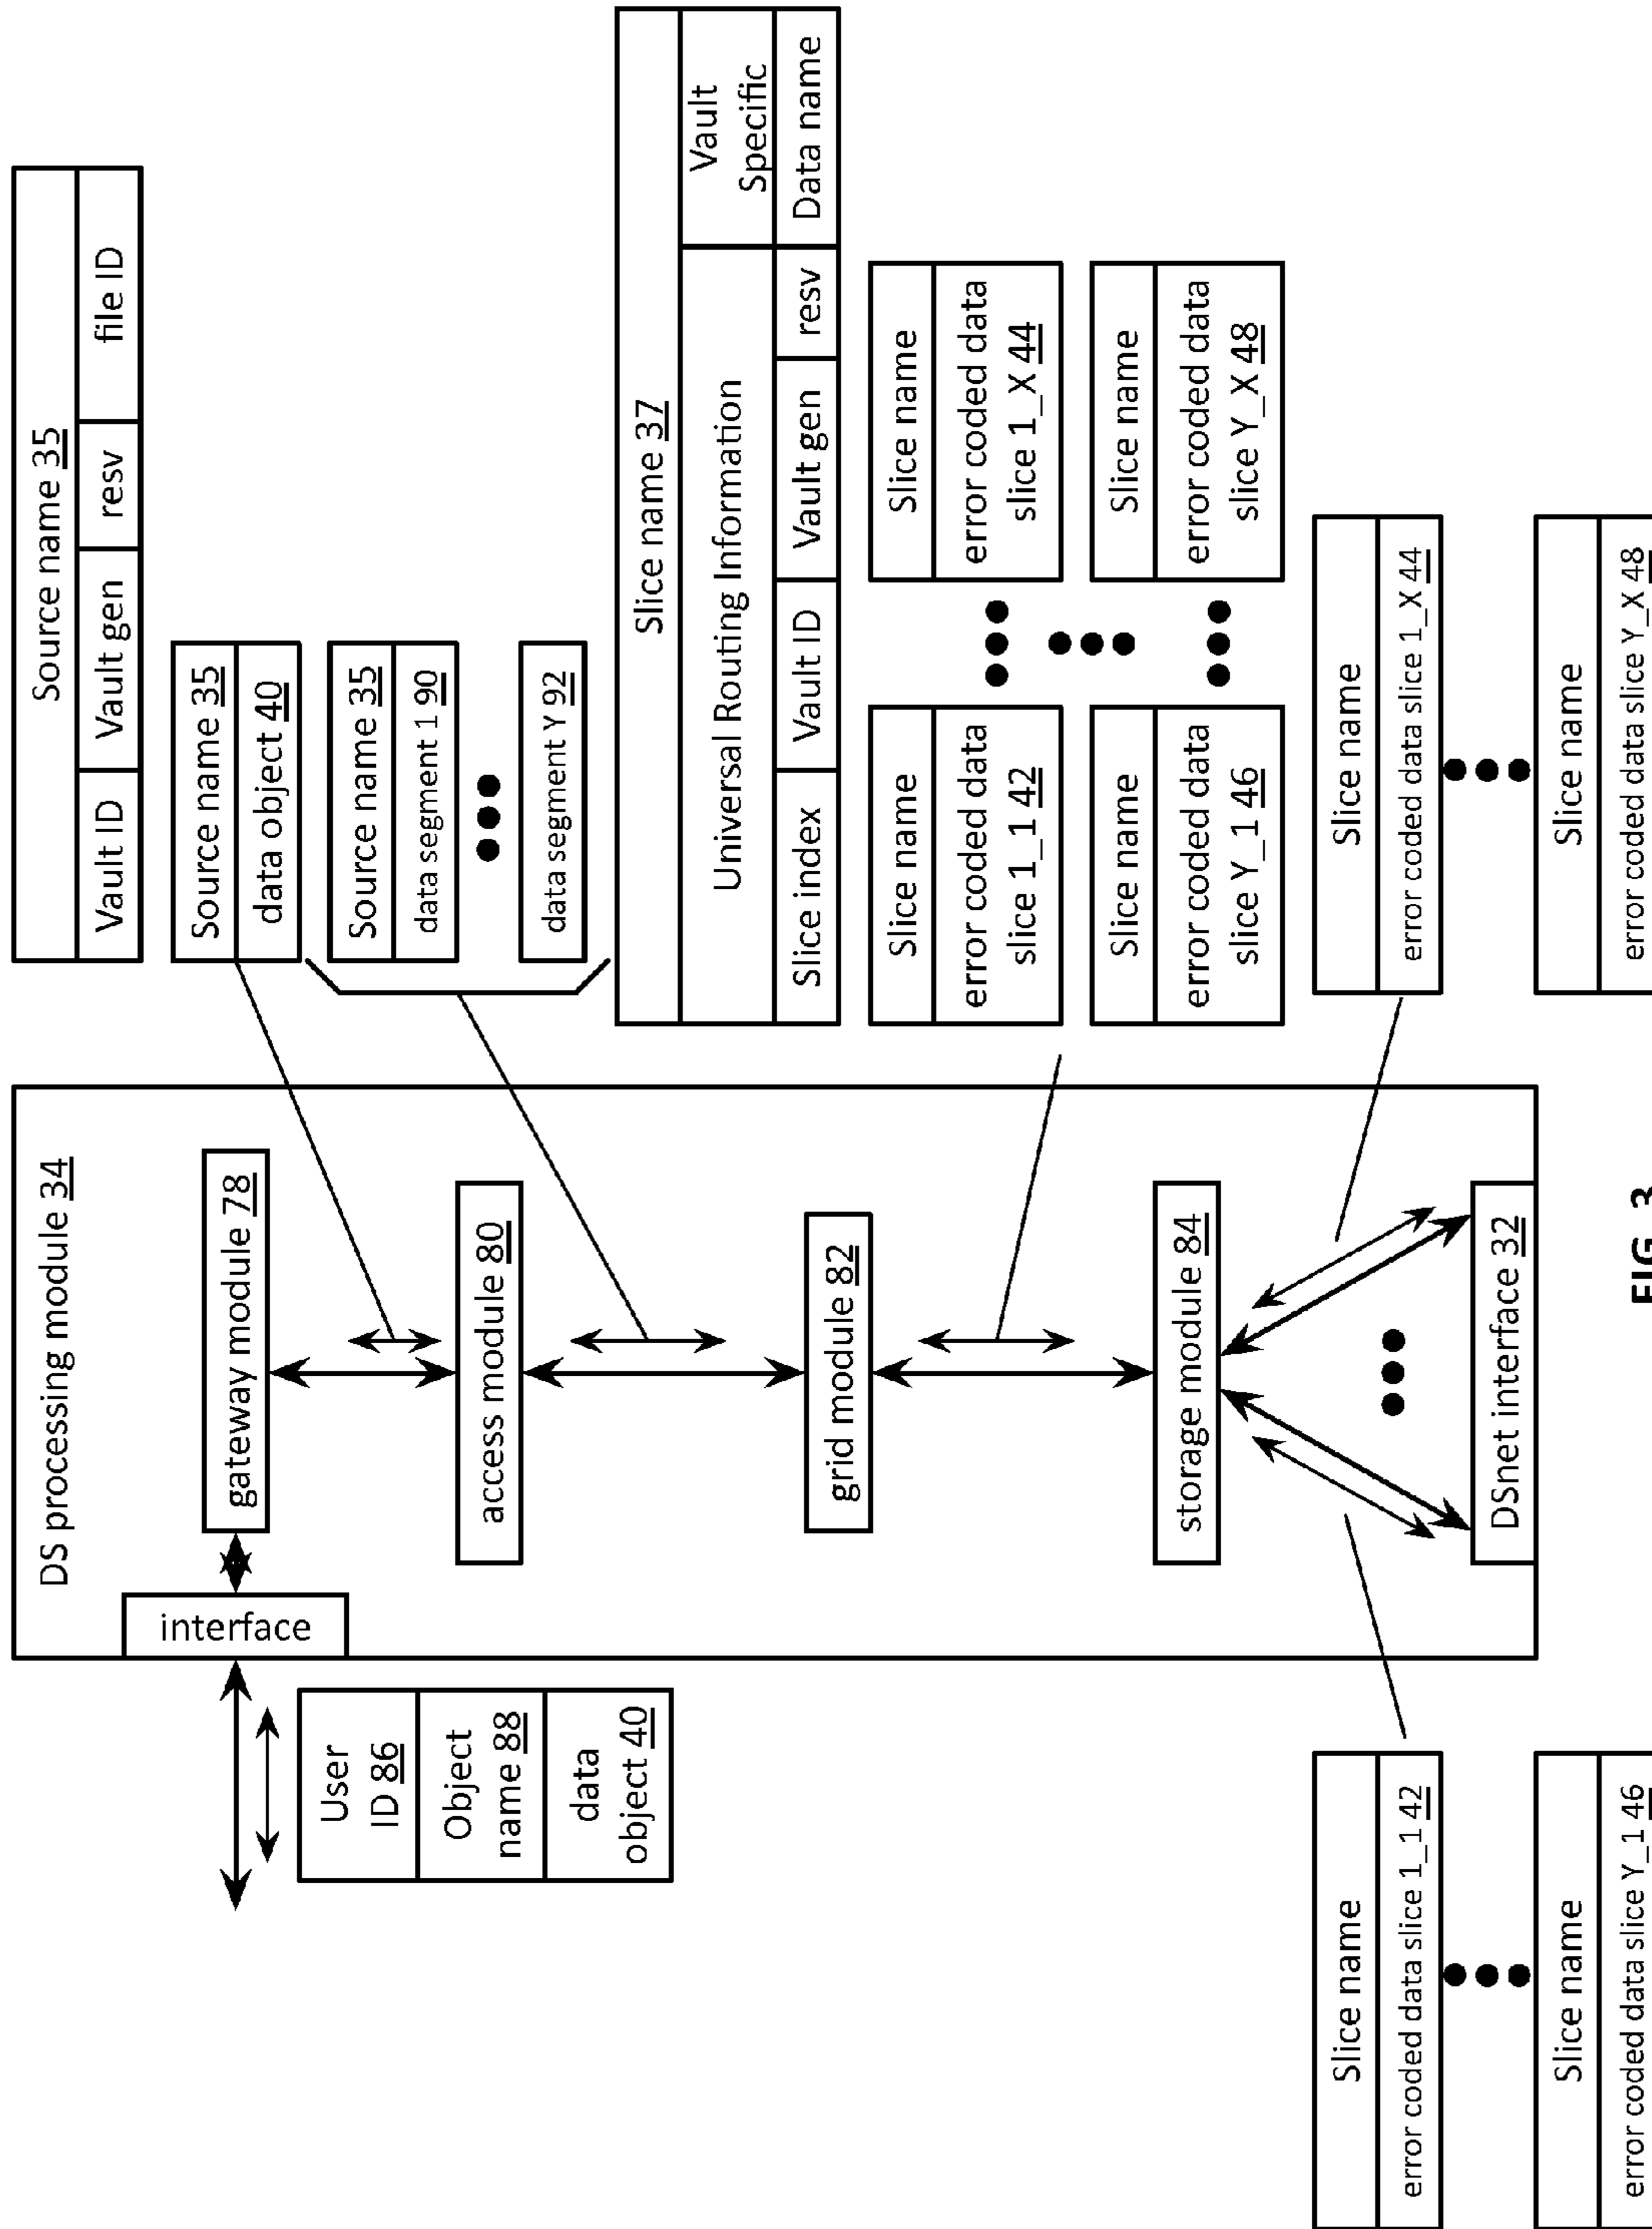 DS processing module 34
interface
gateway module 78
access module 80
grid module 82
storage module 84
DSnet interface 32
User
ID 86
Object
name 88
data
object 40
Source name 35
Vault ID
Vault gen
resv
file ID
Source name 35
data object 40
Source name 35
data segment 1 90
data segment Y 92
Slice name 37
Universal Routing Information
Vault
Specific
Slice index
Vault ID
Vault gen
resv
Data name
Slice name
error coded data
slice 1_1 42
Slice name
error coded data
slice 1_X 44
Slice name
error coded data
slice Y_1 46
Slice name
error coded data
slice Y_X 48
Slice name
error coded data slice 1_1 42
Slice name
error coded data slice Y_1 46
Slice name
error coded data slice 1_X 44
Slice name
error coded data slice Y_X 48
FIG. 3